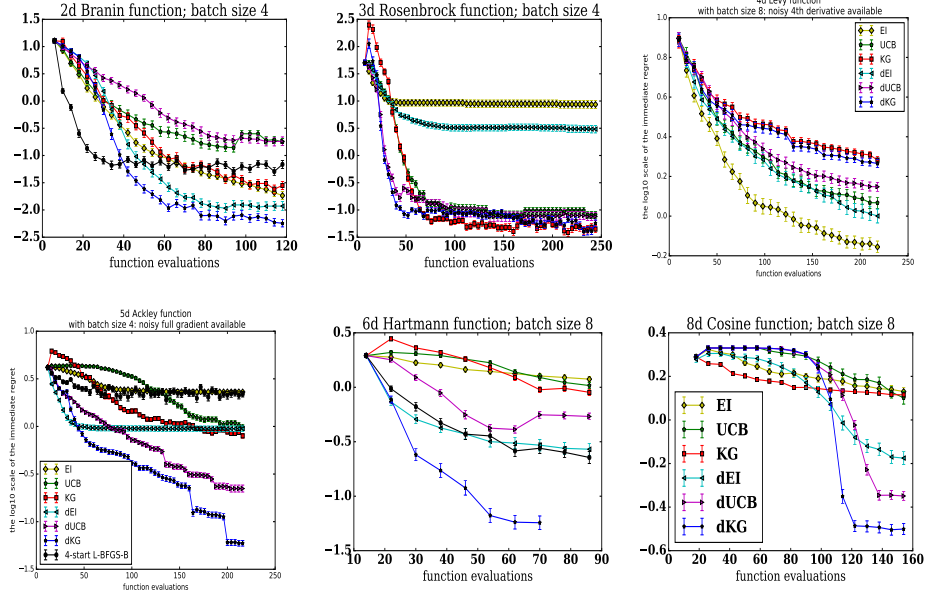 2d Branin function; batch size 4
1.5
1.0
0.5
0.0
−0.5
−1.0
−1.5
−2.0
−2.5
0 20 40 60 80 100 120
function evaluations
3d Rosenbrock function; batch size 4
2.5
2.0
1.5
1.0
0.5
0.0
−0.5
−1.0
−1.5
0 50 100 150 200 250
function evaluations
4d Levy function
with batch size 8: noisy 4th derivative available
the log10 scale of the immediate regret
1.0
0.8
0.6
0.4
0.2
0.0
−0.2
0 50 100 150 200 250
function evaluations
EI
UCB
KG
dEI
dUCB
dKG
5d Ackley function
with batch size 4: noisy full gradient available
the log10 scale of the immediate regret
1.0
0.5
0.0
−0.5
−1.0
−1.5
0 50 100 150 200 250
function evaluations
EI
UCB
KG
dEI
dUCB
dKG
4-start L-BFGS-B
6d Hartmann function; batch size 8
0.5
0.0
−0.5
−1.0
−1.5
10 20 30 40 50 60 70 80 90
function evaluations
8d Cosine function; batch size 8
0.4
0.2
0.0
−0.2
−0.4
−0.6
0 20 40 60 80 100 120 140 160
function evaluations
EI
UCB
KG
dEI
dUCB
dKG